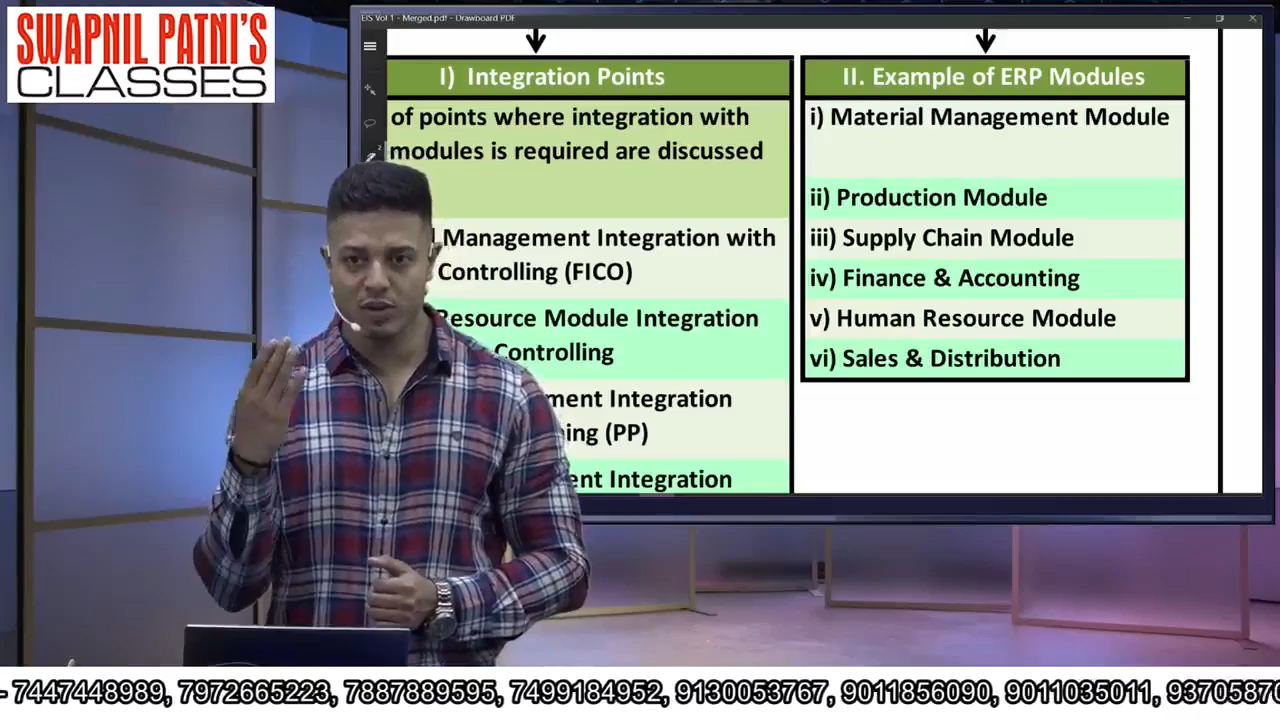 SWAPNIL PATNI'S
CLASSES
EIS Vol 1 - Merged.pdf - Drawboard PDF
I) Integration Points
of points where integration with
modules is required are discussed
Management Integration with
Controlling (FICO)
Resource Module Integration
Controlling
Integration
(PP)
Integration
II. Example of ERP Modules
i) Material Management Module
ii) Production Module
iii) Supply Chain Module
iv) Finance & Accounting
v) Human Resource Module
vi) Sales & Distribution
- 7447448989, 7972665223, 7887889595, 7499184952, 9130053767, 9011856090, 9011035011, 93705870